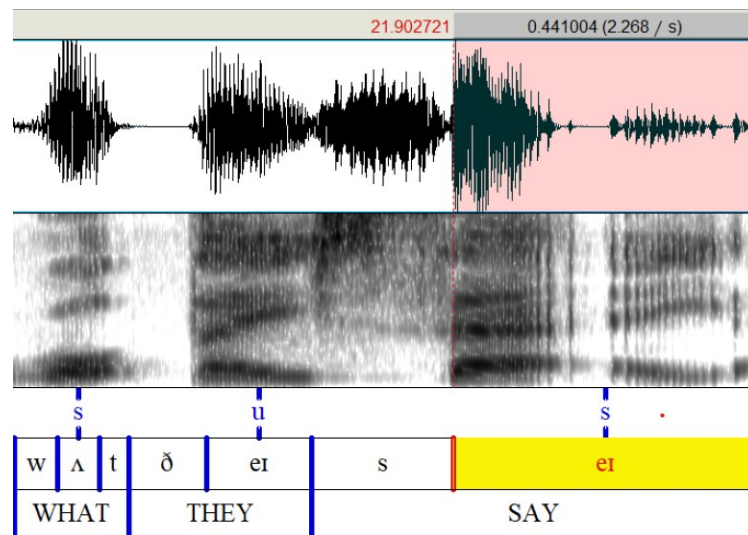 21.902721 0.441004 (2.268 / s)
s u s
w ʌ t ð eɪ s eɪ
WHAT THEY SAY